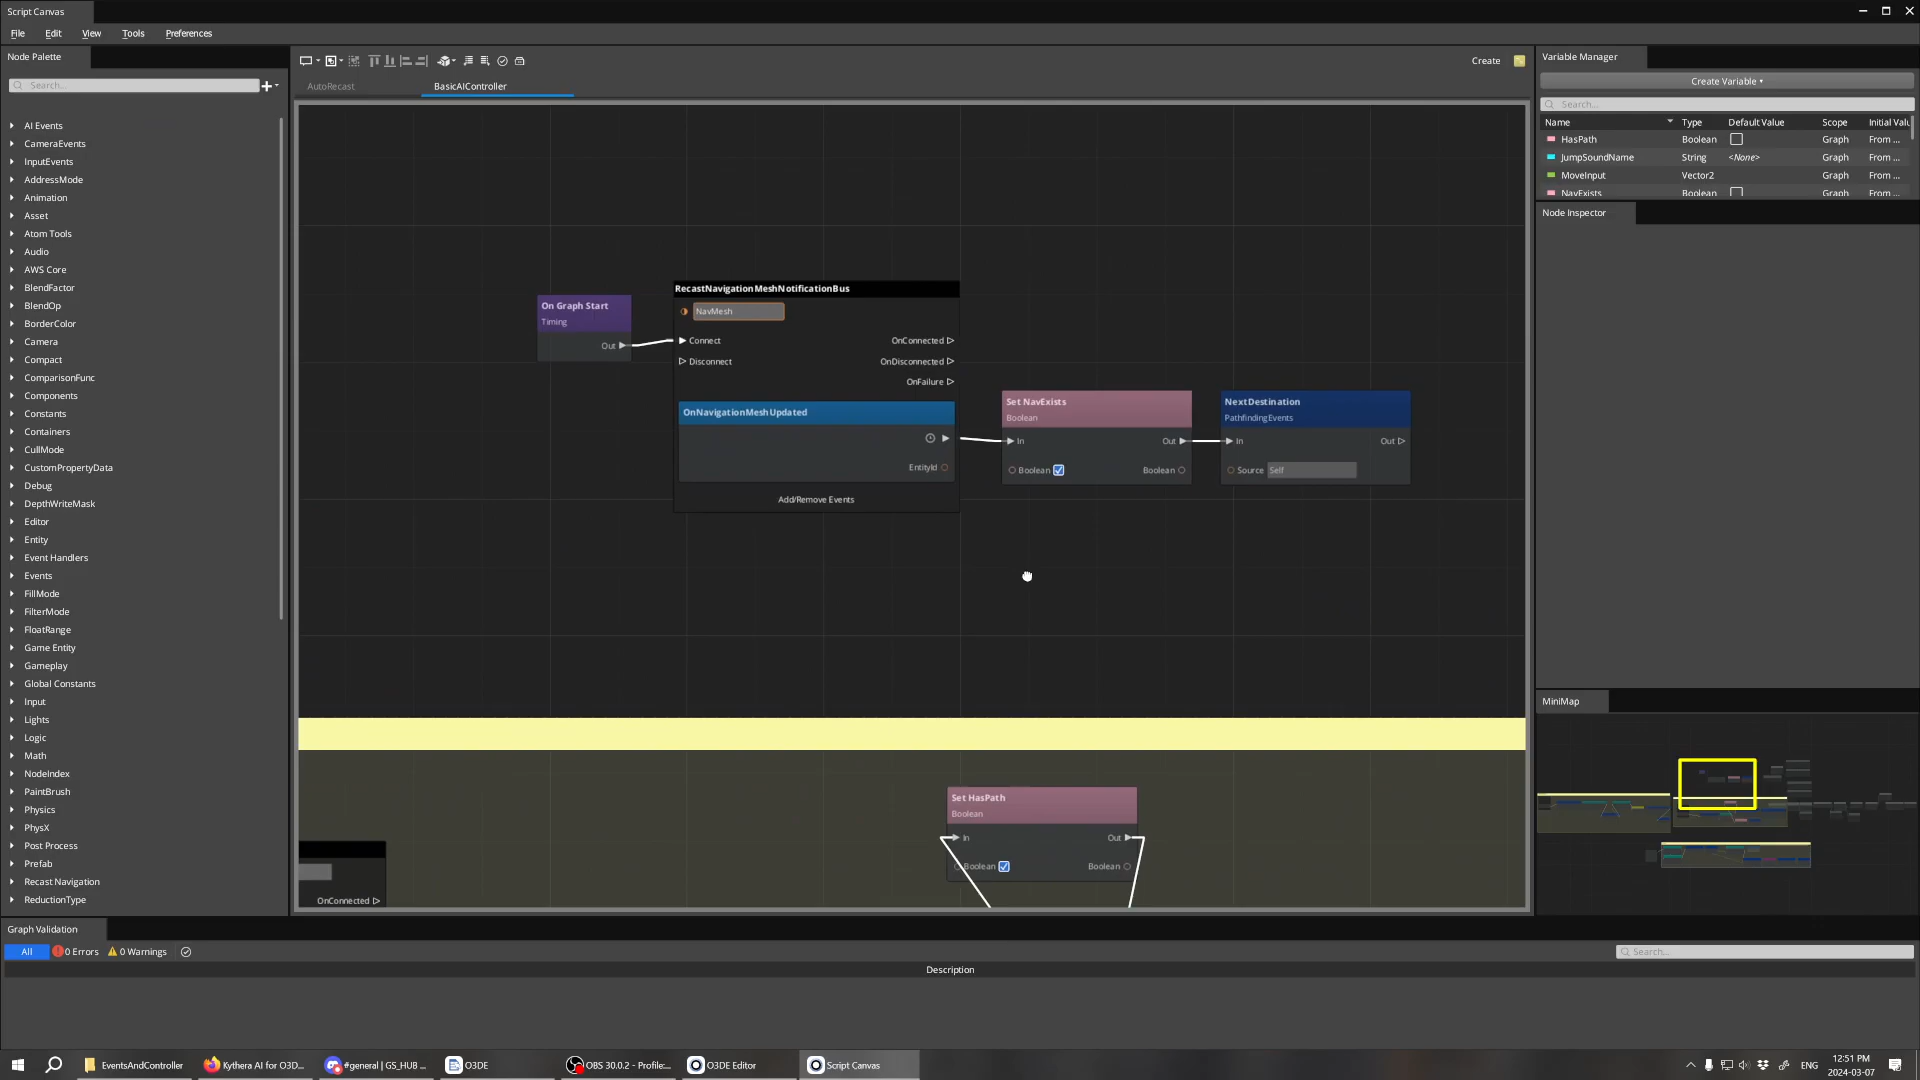 Script Canvas
File Edit View Tools Preferences
Node Palette
Search...
AI Events
CameraEvents
InputEvents
AddressMode
Animation
Asset
Atom Tools
Audio
AWS Core
BlendFactor
BlendOp
BorderColor
Camera
Compact
ComparisonFunc
Components
Constants
Containers
CullMode
CustomPropertyData
Debug
DepthWriteMask
Editor
Entity
Event Handlers
Events
FillMode
FilterMode
FloatRange
Game Entity
Gameplay
Global Constants
Input
Lights
Logic
Math
NodeIndex
PaintBrush
Physics
PhysX
Post Process
Prefab
Recast Navigation
ReductionType
Create
AutoRecast BasicAIController
On Graph Start
Timing
Out
RecastNavigationMeshNotificationBus
NavMesh
Connect OnConnected
Disconnect OnDisconnected
OnFailure
OnNavigationMeshUpdated
EntityId
Add/Remove Events
Set NavExists
Boolean
In Out
Boolean Boolean
NextDestination
PathfindingEvents
In Out
Source Self
Set HasPath
Boolean
In Out
Boolean Boolean
OnConnected
Variable Manager
Create Variable
Search...
Name Type Default Value Scope Initial Valu
HasPath Boolean Graph From ...
JumpSoundName String <None> Graph From ...
MoveInput Vector2 Graph From ...
NavExists Boolean Graph From ...
Node Inspector
MiniMap
Graph Validation
All 0 Errors 0 Warnings
Search...
Description
EventsAndController
Kythera AI for O3D...
#general | GS_HUB ...
O3DE
OBS 30.0.2 - Profile:...
O3DE Editor
Script Canvas
ENG
12:51 PM
2024-03-07